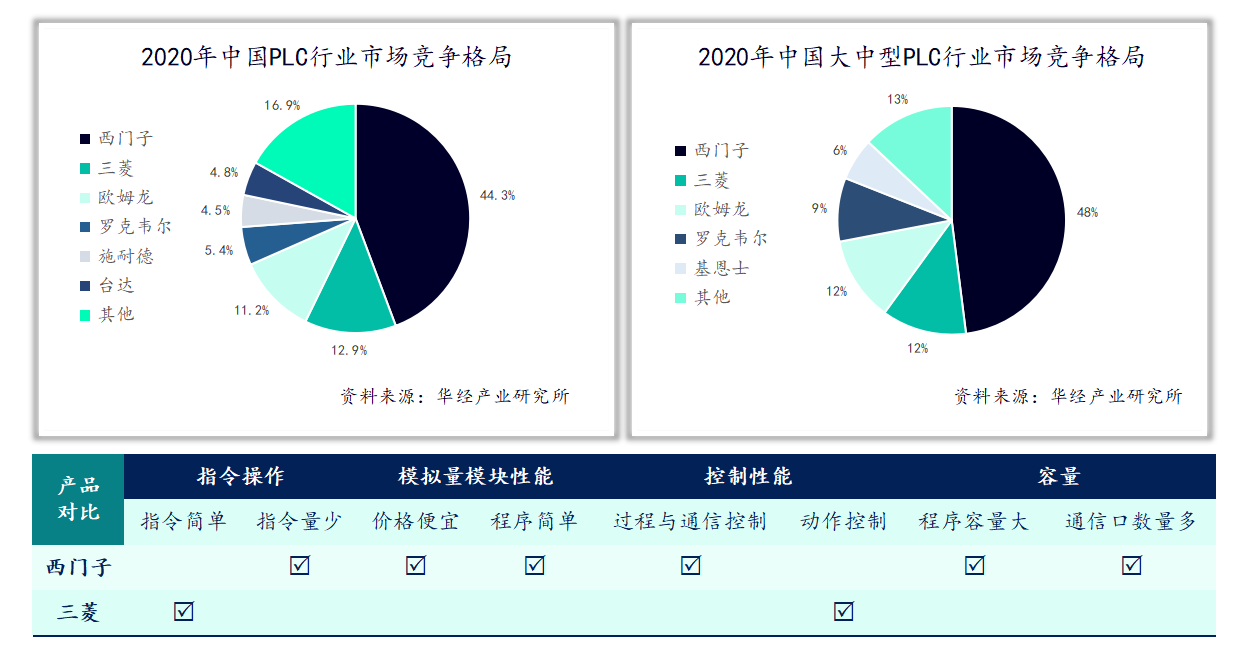 2020年中国PLC行业市场竞争格局
16.9%
西门子
三菱
4.8%
44.3%
欧姆龙
4.5%
罗克韦尔
5.4%
施耐德
台达
11.2%
其他
12.9%
资料来源：华经产业研究所
2020年中国大中型PLC行业市场竞争格局
13%
西门子
6%
三菱
欧姆龙
9%
48%
罗克韦尔
基恩士
12%
其他
12%
资料来源：华经产业研究所
产品对比 指令操作 模拟量模块性能 控制性能 容量
指令简单 指令量少 价格便宜 程序简单 过程与通信控制 动作控制 程序容量大 通信口数量多
西门子 ☑ ☑ ☑ ☑ ☑ ☑
三菱 ☑ ☑